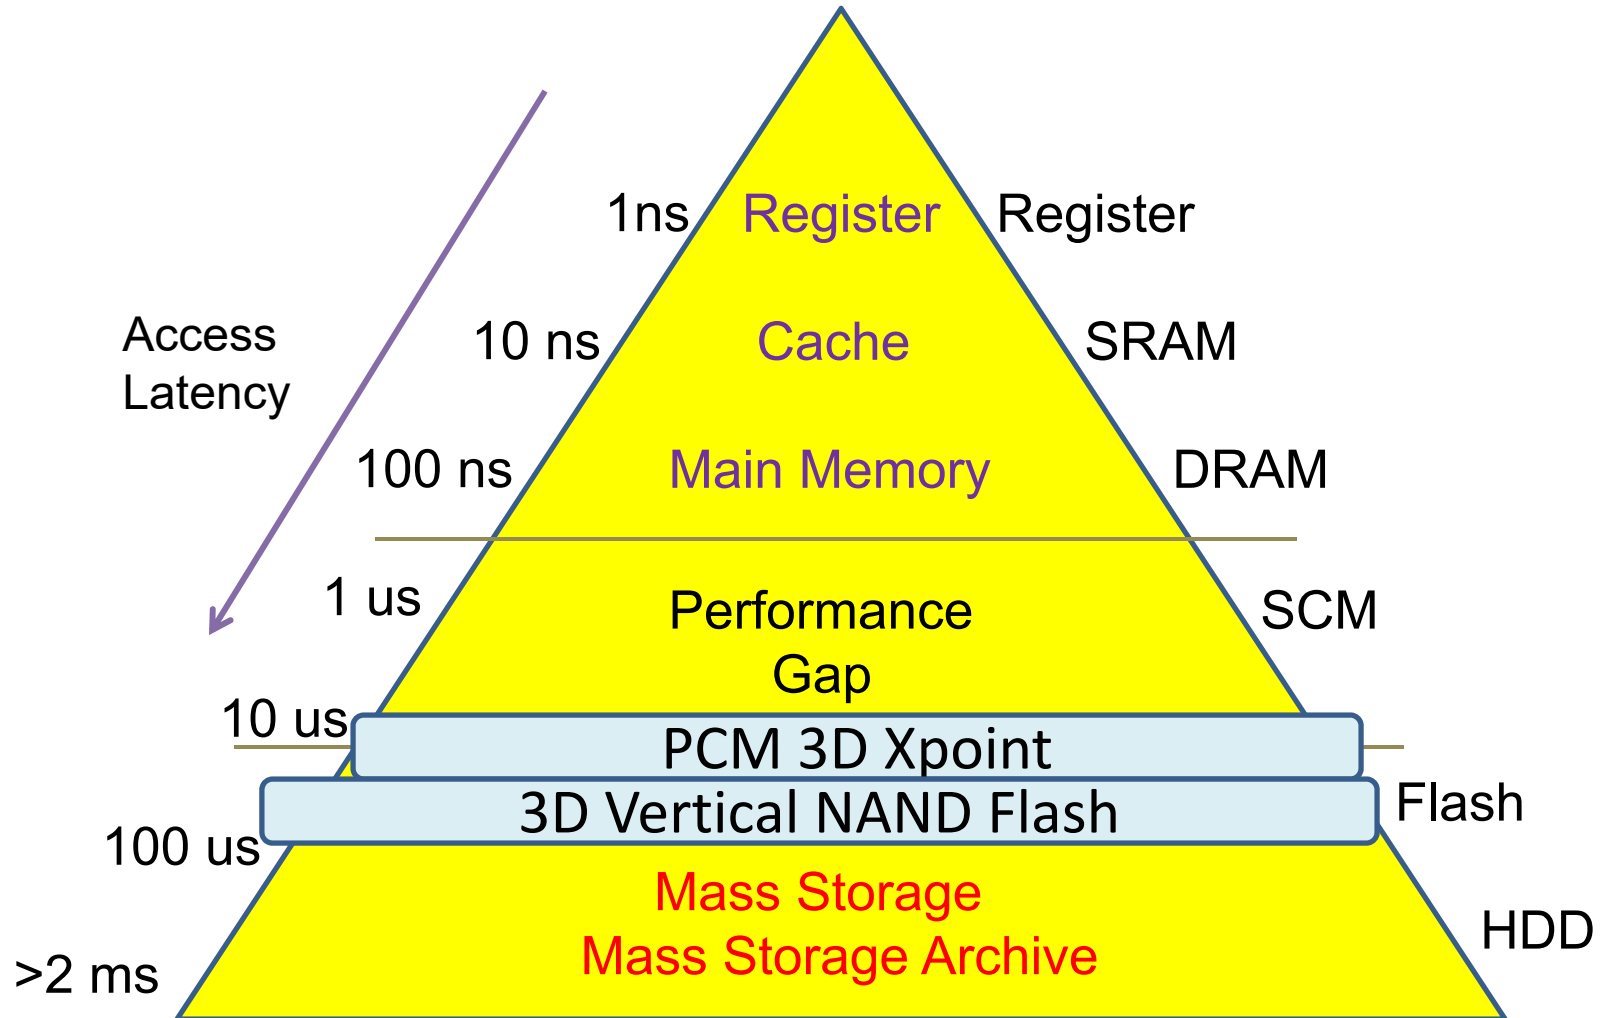 1ns Register Register
Access
Latency
10 ns Cache SRAM
100 ns Main Memory DRAM
1 us Performance SCM
Gap
10 us PCM 3D Xpoint
3D Vertical NAND Flash Flash
100 us
Mass Storage
Mass Storage Archive HDD
>2 ms